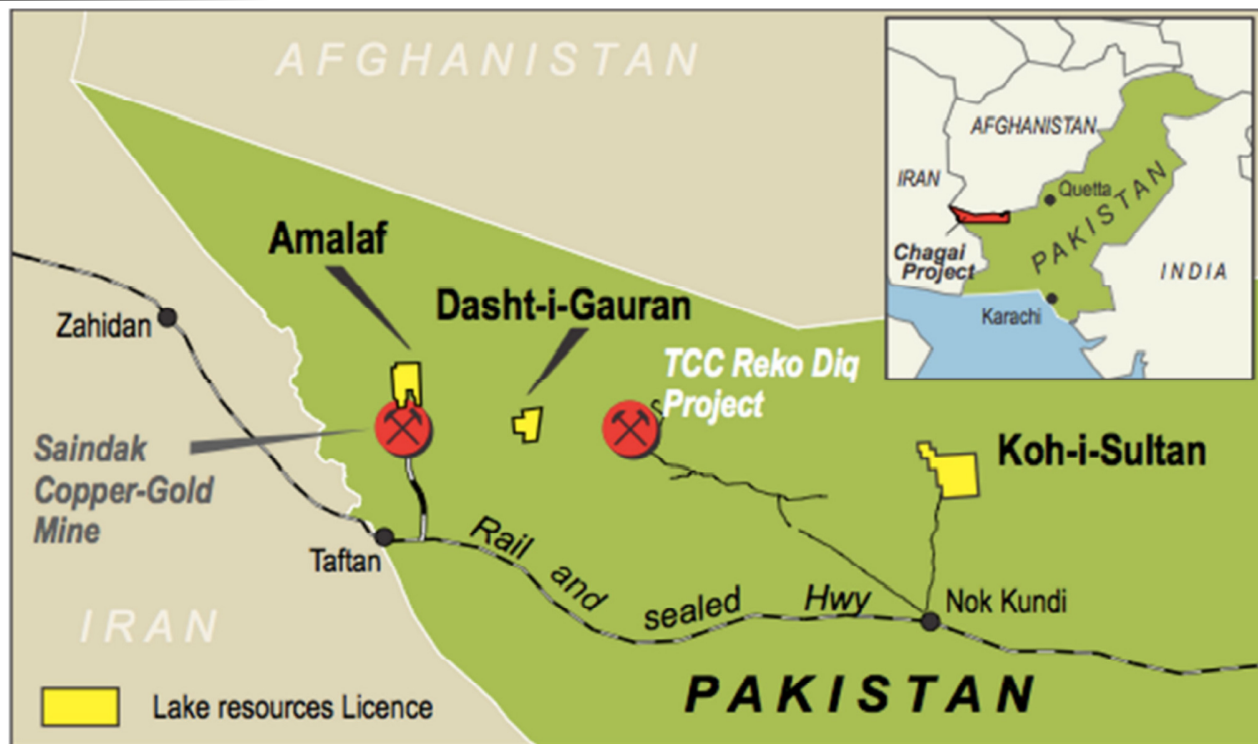 AFGHANISTAN
AFGHANISTAN
IRAN
Quetta
PAKISTAN
Chagai
Project
INDIA
Karachi
Amalaf
Dasht-i-Gauran
Zahidan
TCC Reko Diq
Project
Saindak
Copper-Gold
Mine
Koh-i-Sultan
Taftan
Rail and sealed Hwy
Nok Kundi
IRAN
PAKISTAN
Lake resources Licence